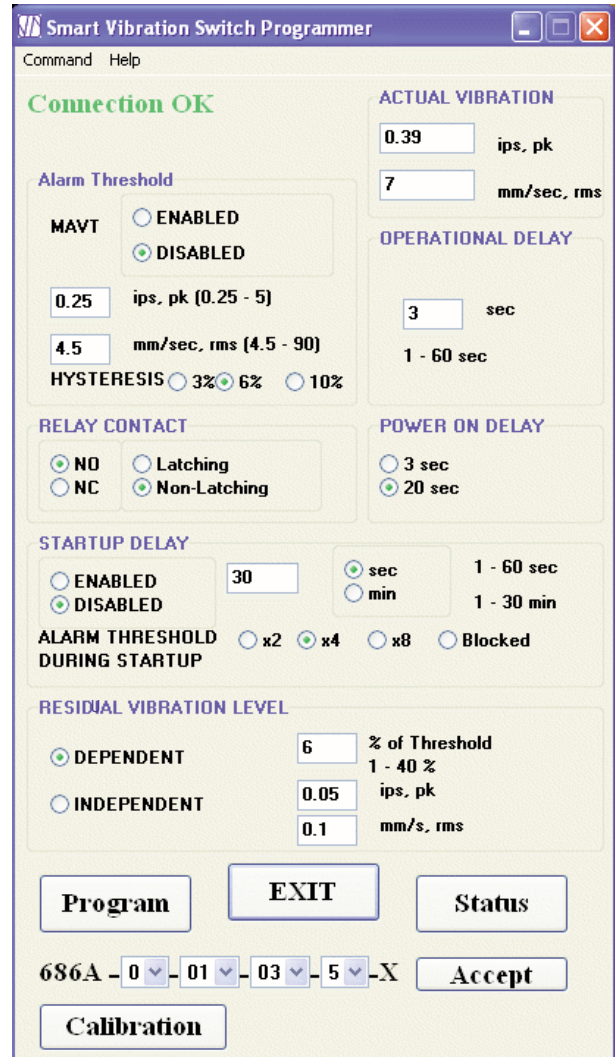 Smart Vibration Switch Programmer
Command Help
Connection OK
ACTUAL VIBRATION
0.39 ips, pk
7 mm/sec, rms
Alarm Threshold
MAVT
ENABLED
DISABLED
0.25 ips, pk (0.25 - 5)
4.5 mm/sec, rms (4.5 - 90)
HYSTERESIS 3% 6% 10%
OPERATIONAL DELAY
3 sec
1 - 60 sec
RELAY CONTACT
NO Latching
NC Non-Latching
POWER ON DELAY
3 sec
20 sec
STARTUP DELAY
ENABLED
DISABLED
30
sec 1 - 60 sec
min 1 - 30 min
ALARM THRESHOLD
DURING STARTUP
x2 x4 x8 Blocked
RESIDUAL VIBRATION LEVEL
DEPENDENT
6 % of Threshold
1 - 40 %
INDEPENDENT
0.05 ips, pk
0.1 mm/s, rms
Program EXIT Status
686A - 0 - 01 - 03 - 5 -X Accept
Calibration